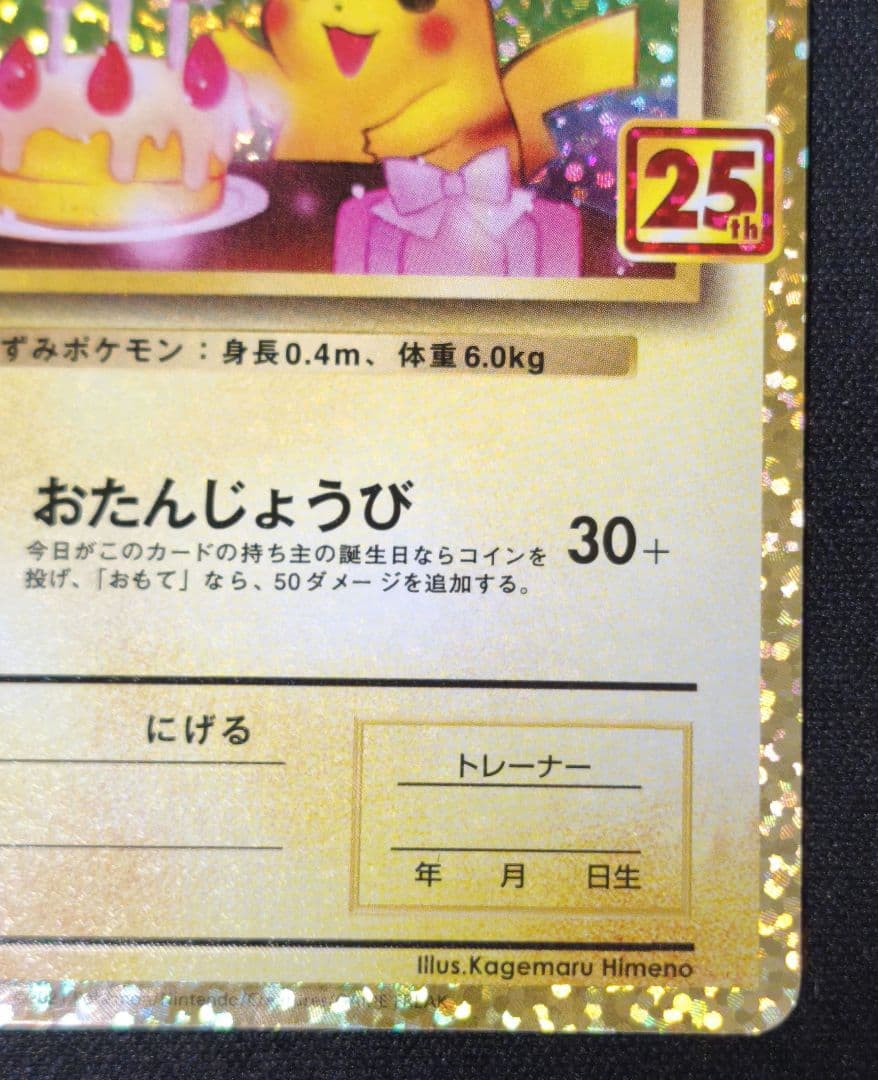 25th
ずみポケモン：身長0.4m、体重6.0kg
おたんじょうび
30+
今日がこのカードの持ち主の誕生日ならコインを
投げ、「おもて」なら、50ダメージを追加する。
にげる
トレーナー
年 月 日生
Illus.Kagemaru Himeno
Nintendo/Creatures/GAME FREAK